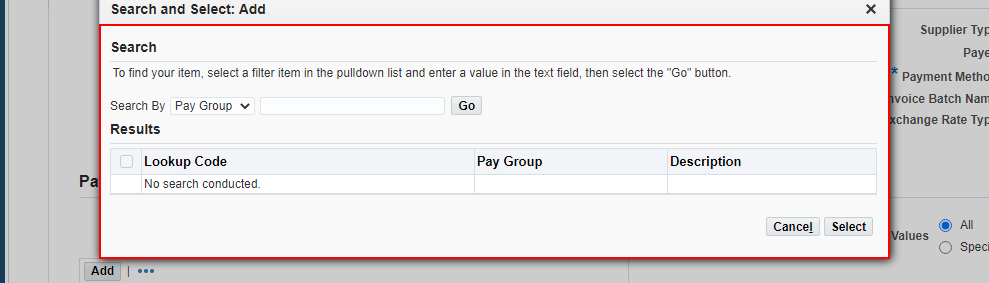 Search and Select: Add
Supplier Typ
Search
Paye
To find your item, select a filter item in the pulldown list and enter a value in the text field, then select the "Go" button.
* Payment Metho
nvoice Batch Nam
Search By Pay Group Go
xchange Rate Typ
Results
Lookup Code Pay Group Description
No search conducted.
Pa
Cancel Select
Values All
Speci
Add | •••